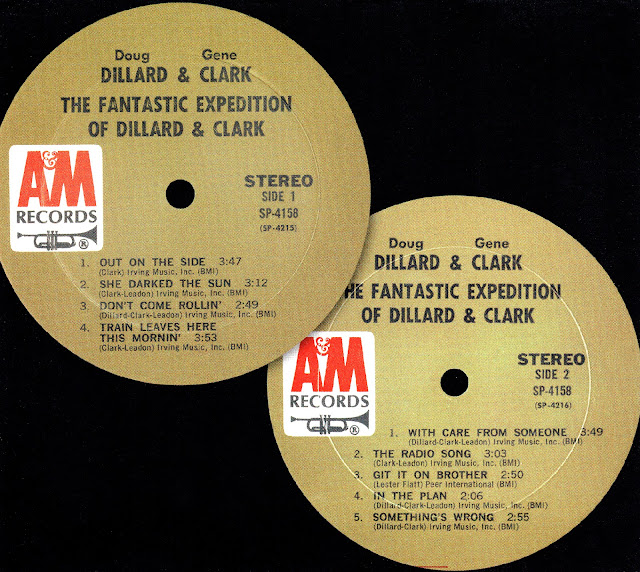 Doug Gene
DILLARD & CLARK
THE FANTASTIC EXPEDITION
OF DILLARD & CLARK
A&M
RECORDS
®
STEREO
SIDE 1
SP-4158
(SP-4215)
1. OUT ON THE SIDE 3:47
(Clark) Irving Music, Inc. (BMI)
2. SHE DARKED THE SUN 3:12
(Clark-Leadon) Irving Music, Inc. (BMI)
3. DON'T COME ROLLIN' 2:49
(Dillard-Clark-Leadon) Irving Music, Inc. (BMI)
4. TRAIN LEAVES HERE
THIS MORNIN' 3:53
(Clark-Leadon) Irving Music, Inc. (BMI)
Doug Gene
DILLARD & CLARK
HE FANTASTIC EXPEDITION
OF DILLARD & CLARK
A&M
RECORDS
®
STEREO
SIDE 2
SP-4158
(SP-4216)
1. WITH CARE FROM SOMEONE 3:49
(Dillard-Clark-Leadon) Irving Music, Inc. (BMI)
2. THE RADIO SONG 3:03
(Clark-Leadon) Irving Music, Inc. (BMI)
3. GIT IT ON BROTHER 2:50
(Lester Flatt) Peer International (BMI)
4. IN THE PLAN 2:06
(Dillard-Clark-Leadon) Irving Music, Inc. (BMI)
5. SOMETHING'S WRONG 2:55
(Dillard-Clark) Irving Music, Inc. (BMI)